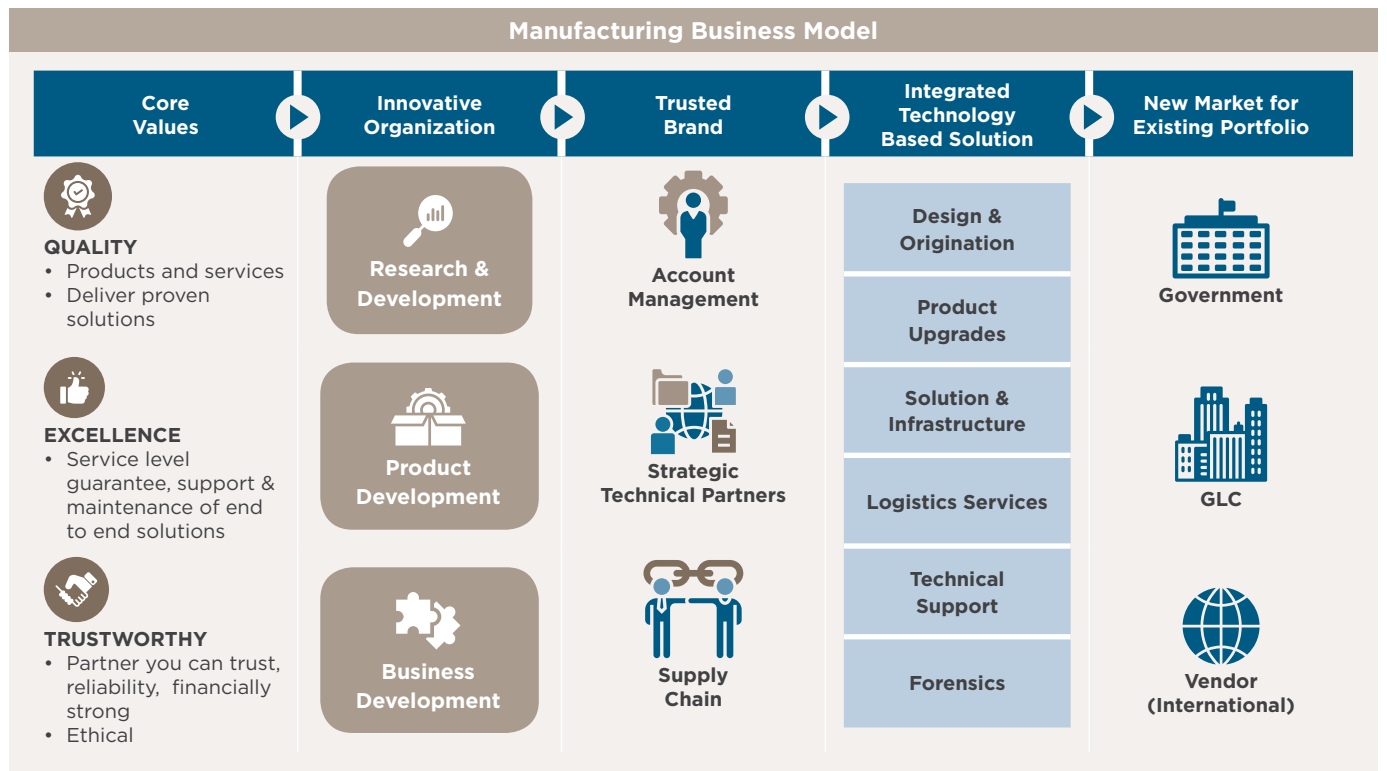 Manufacturing Business Model
Core
Values
Innovative
Organization
Trusted
Brand
Integrated
Technology
Based Solution
New Market for
Existing Portfolio
QUALITY
• Products and services
• Deliver proven
solutions
EXCELLENCE
• Service level
guarantee, support &
maintenance of end
to end solutions
TRUSTWORTHY
• Partner you can trust,
reliability, financially
strong
• Ethical
Research &
Development
Product
Development
Business
Development
Account
Management
Strategic
Technical Partners
Supply
Chain
Design &
Origination
Product
Upgrades
Solution &
Infrastructure
Logistics Services
Technical
Support
Forensics
Government
GLC
Vendor
(International)